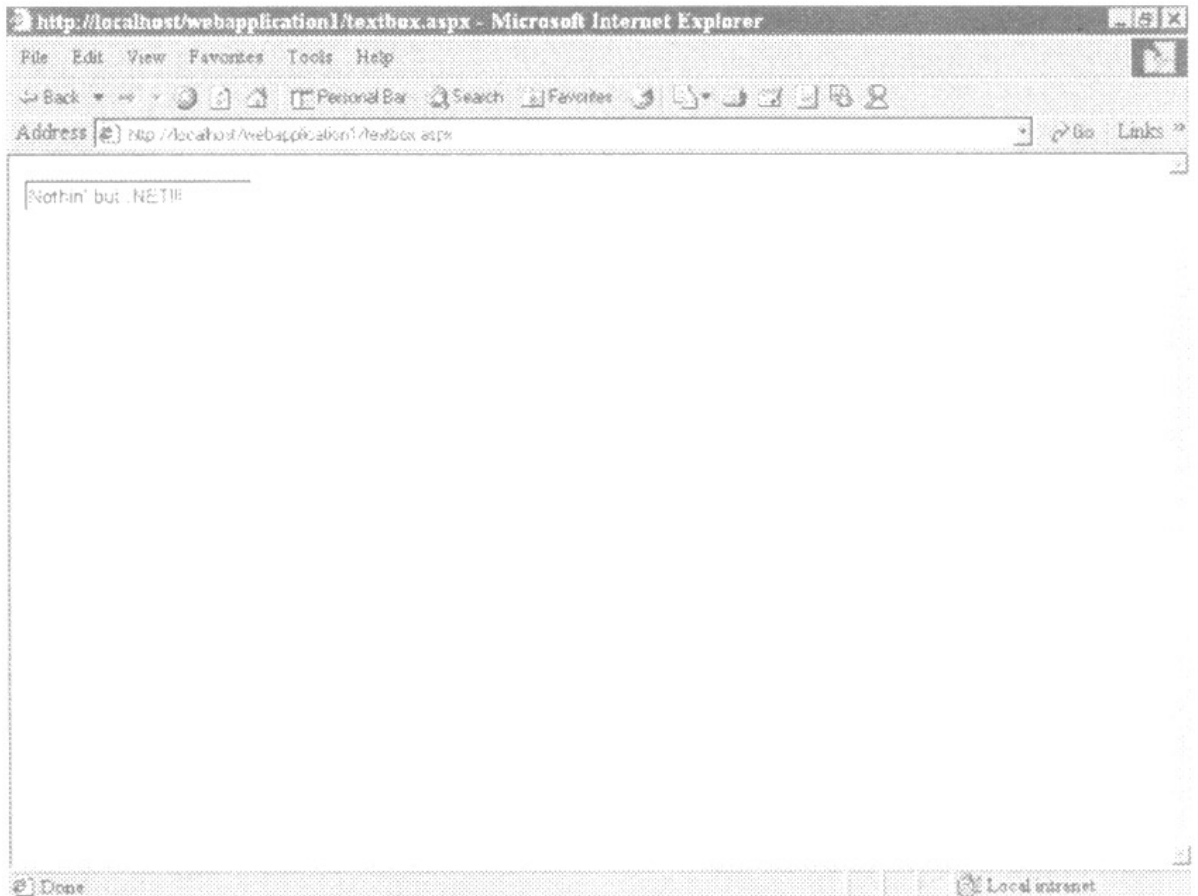 http://localhost/webapplication1/textbox.aspx - Microsoft Internet Explorer
File Edit View Favorites Tools Help
Back Personal Bar Search Favorites
Address http://localhost/webapplication1/textbox.aspx Go Links »
Nothin' but .NET!!!
Done Local intranet